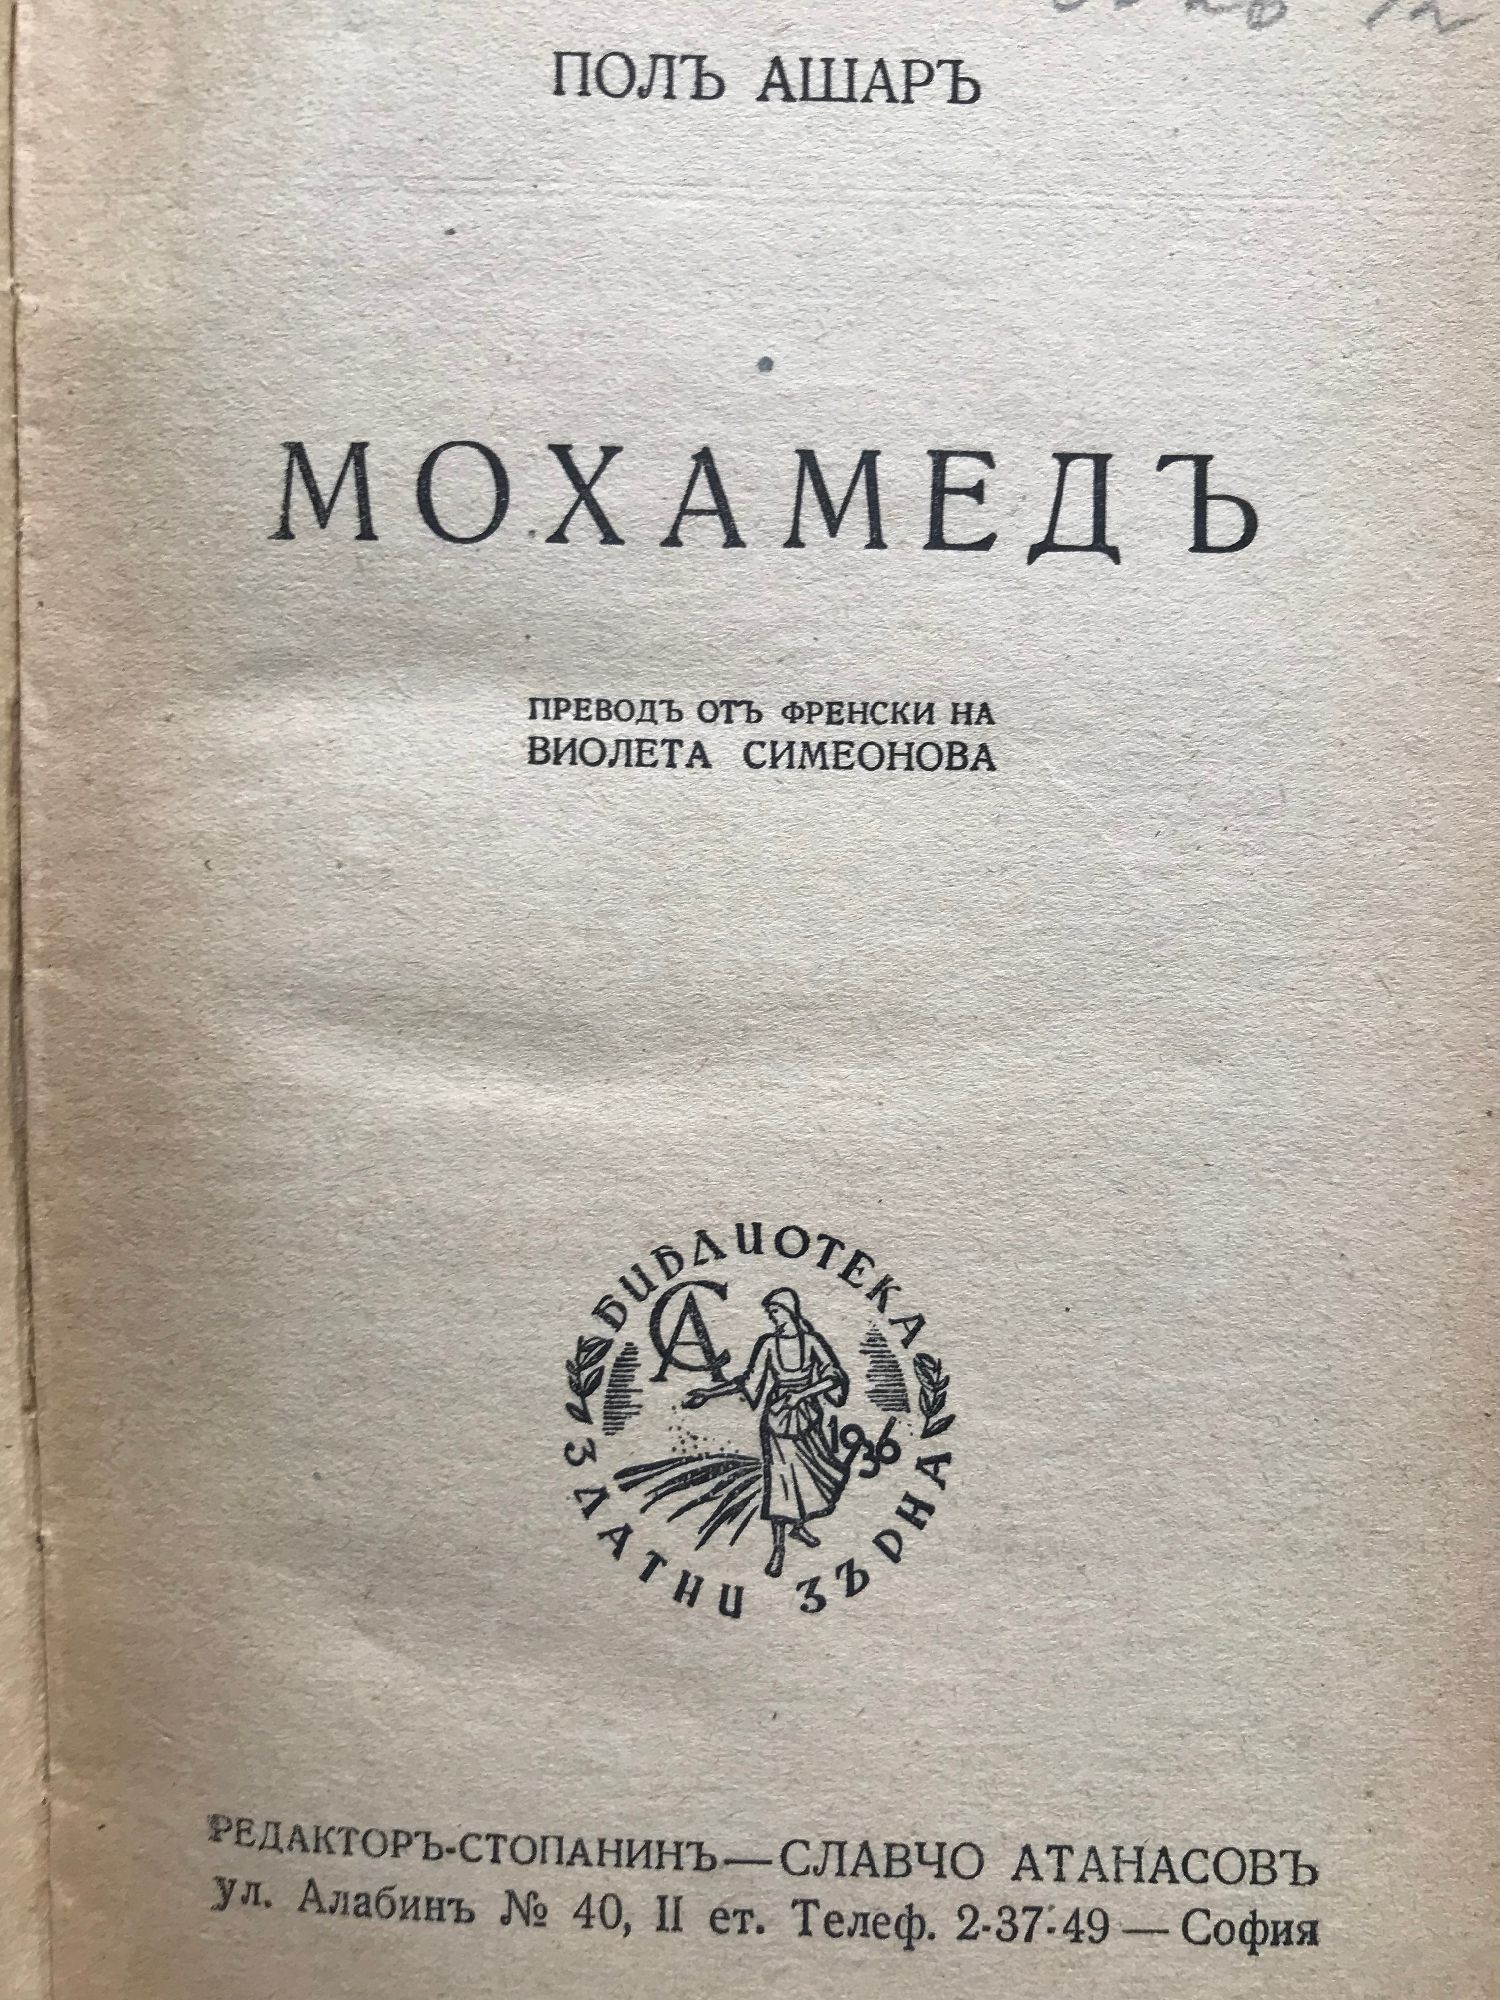 ПОЛЪ АШАРЪ
МОХАМЕДЪ
ПРЕВОДЪ ОТЪ ФРЕНСКИ НА
ВИОЛЕТА СИМЕОНОВА
БИБЛИОТЕКА
СА
1936
ЗЛАТНИ ЗЪРНА
РЕДАКТОРЪ-СТОПАНИНЪ—СЛАВЧО АТАНАСОВЪ
ул. Алабинъ № 40, II ет. Телеф. 2-37-49 — София